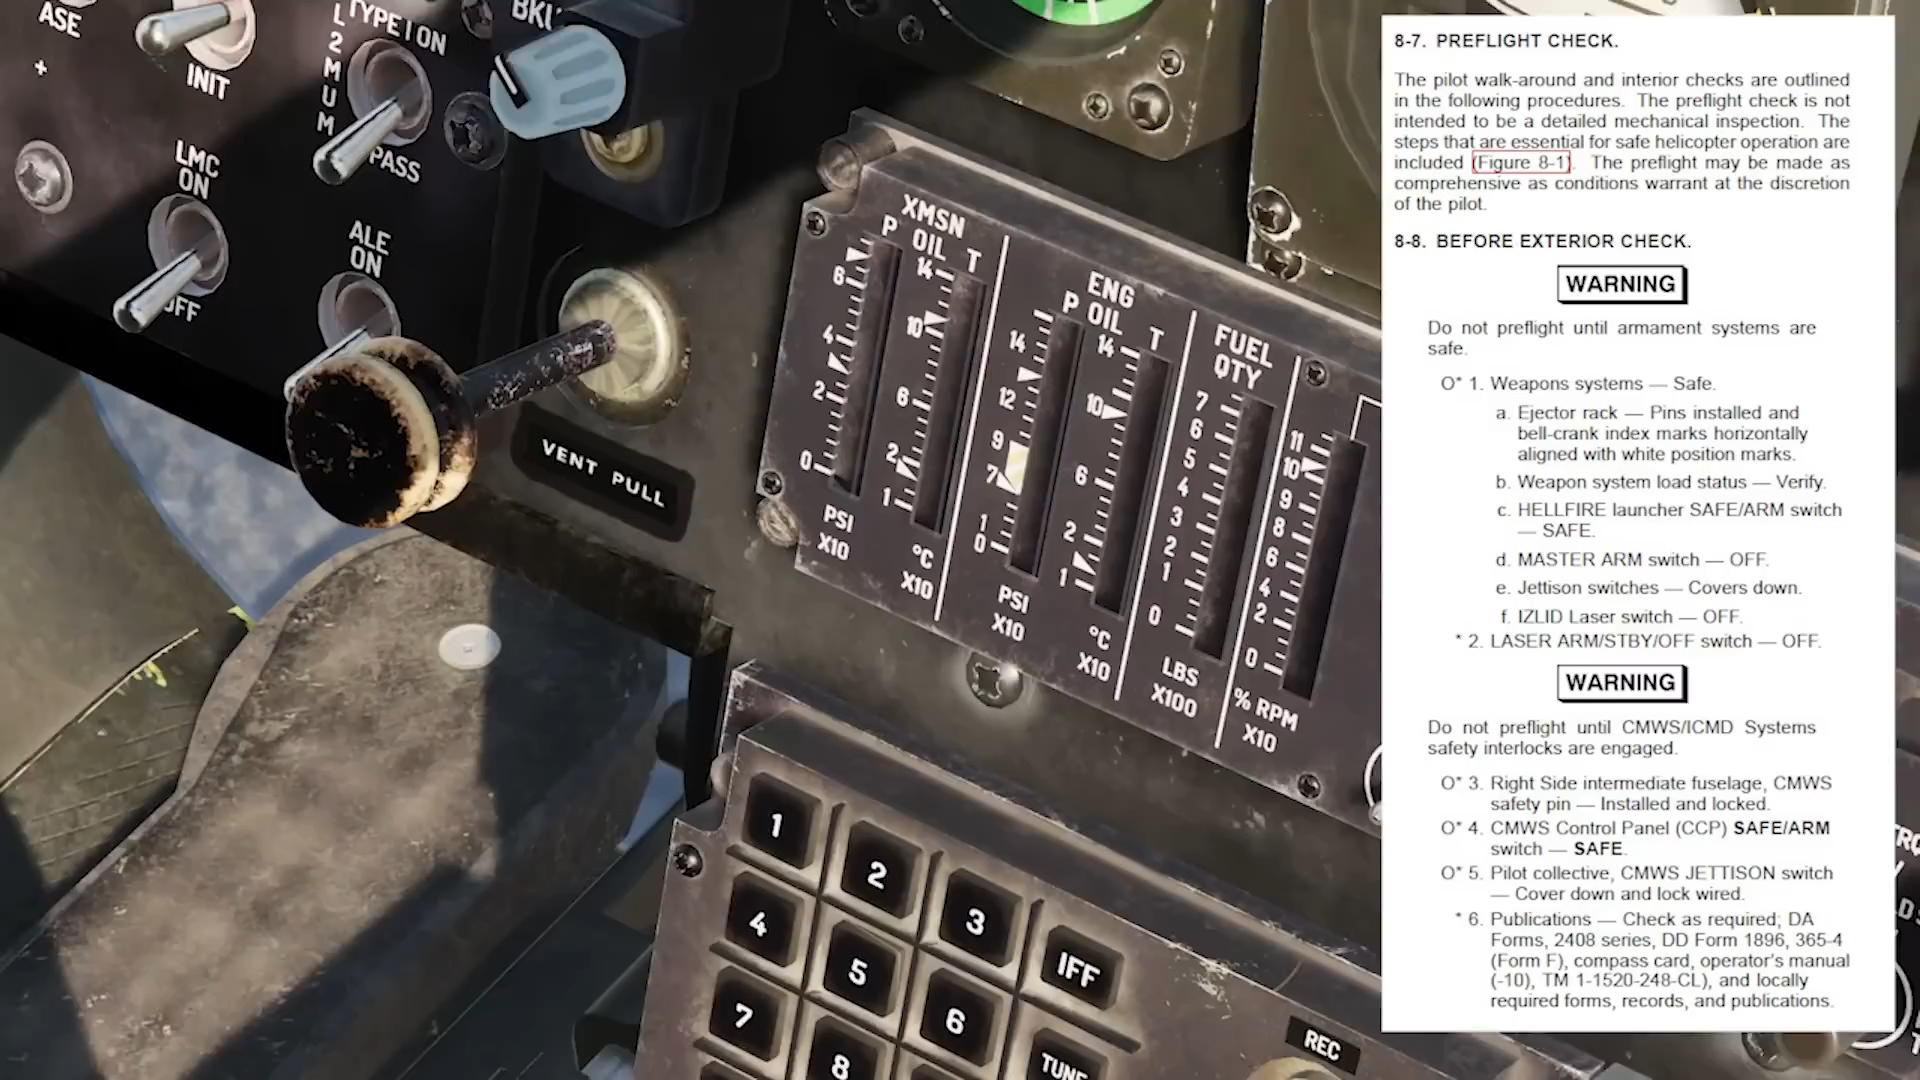 ASE
+
INIT
L
2
M
U
M
TYPE I ON
PASS
LMC
ON
OFF
ALE
ON
VENT PULL
XMSN
OIL
P
T
6
4
2
0
14
10
6
2
1
PSI
X10
°C
X10
ENG
OIL
P
T
14
12
9
7
1
0
14
10
6
2
1
PSI
X10
°C
X10
FUEL
QTY
7
6
5
4
3
2
1
0
LBS
X100
11
10
9
8
6
4
2
0
% RPM
X10
1
2
3
4
5
6
7
8
IFF
TUNE
REC
8-7. PREFLIGHT CHECK.
The pilot walk-around and interior checks are outlined
in the following procedures. The preflight check is not
intended to be a detailed mechanical inspection. The
steps that are essential for safe helicopter operation are
included (Figure 8-1). The preflight may be made as
comprehensive as conditions warrant at the discretion
of the pilot.
8-8. BEFORE EXTERIOR CHECK.
WARNING
Do not preflight until armament systems are
safe.
O* 1. Weapons systems — Safe.
a. Ejector rack — Pins installed and
bell-crank index marks horizontally
aligned with white position marks.
b. Weapon system load status — Verify.
c. HELLFIRE launcher SAFE/ARM switch
— SAFE.
d. MASTER ARM switch — OFF.
e. Jettison switches — Covers down.
f. IZLID Laser switch — OFF.
* 2. LASER ARM/STBY/OFF switch — OFF.
WARNING
Do not preflight until CMWS/ICMD Systems
safety interlocks are engaged.
O* 3. Right Side intermediate fuselage, CMWS
safety pin — Installed and locked.
O* 4. CMWS Control Panel (CCP) SAFE/ARM
switch — SAFE.
O* 5. Pilot collective, CMWS JETTISON switch
— Cover down and lock wired.
* 6. Publications — Check as required; DA
Forms, 2408 series, DD Form 1896, 365-4
(Form F), compass card, operator's manual
(-10), TM 1-1520-248-CL), and locally
required forms, records, and publications.